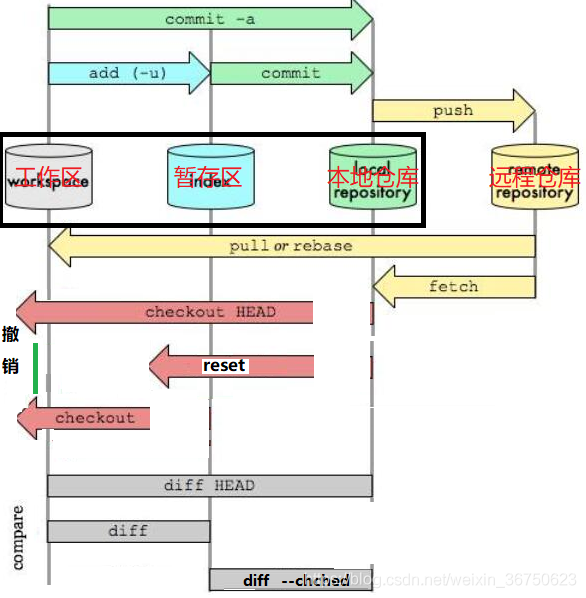 commit -a
add (-u)
commit
push
工作区
workspace
暂存区
index
本地仓库
local
repository
远程仓库
remote
repository
pull or rebase
fetch
checkout HEAD
撤
销
reset
checkout
compare
diff HEAD
diff
diff --chched
https://blog.csdn.net/weixin_36750623